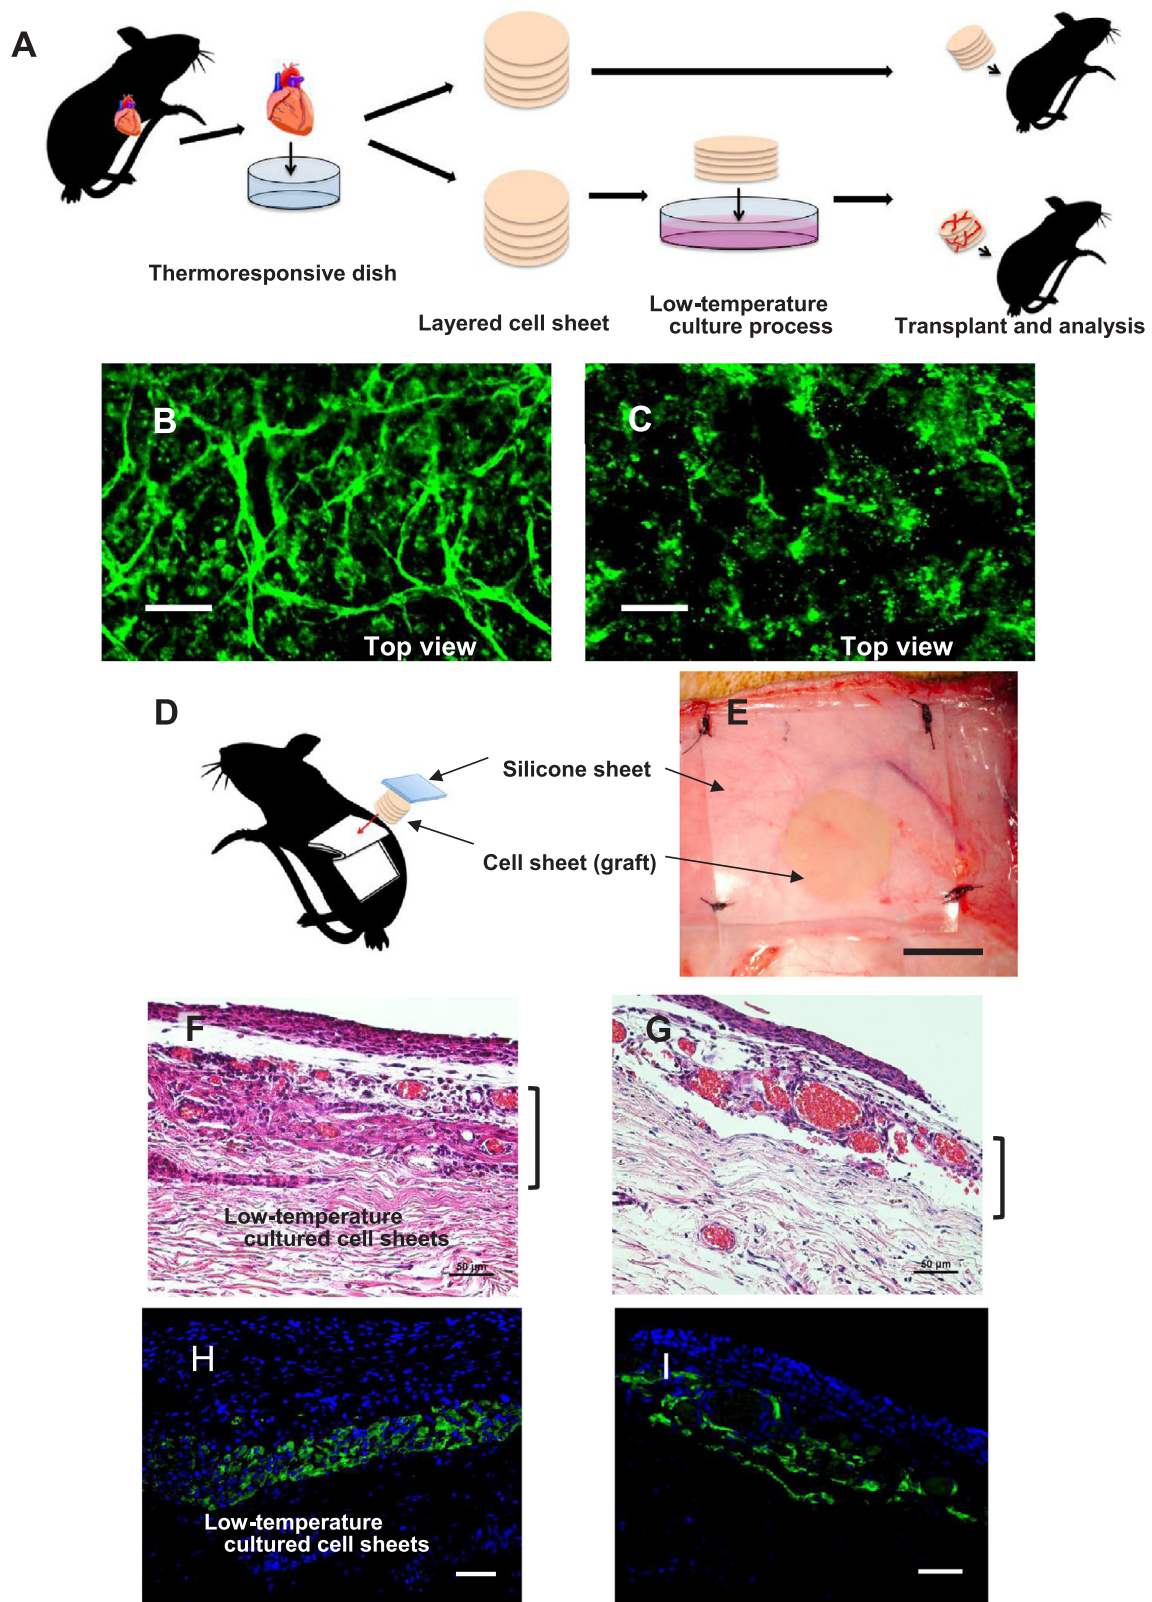 A
Thermoresponsive dish
Layered cell sheet
Low-temperature
culture process
Transplant and analysis
B
Top view
C
Top view
D
Silicone sheet
Cell sheet (graft)
E
F
Low-temperature
cultured cell sheets
50 µm
G
50 µm
H
Low-temperature
cultured cell sheets
I